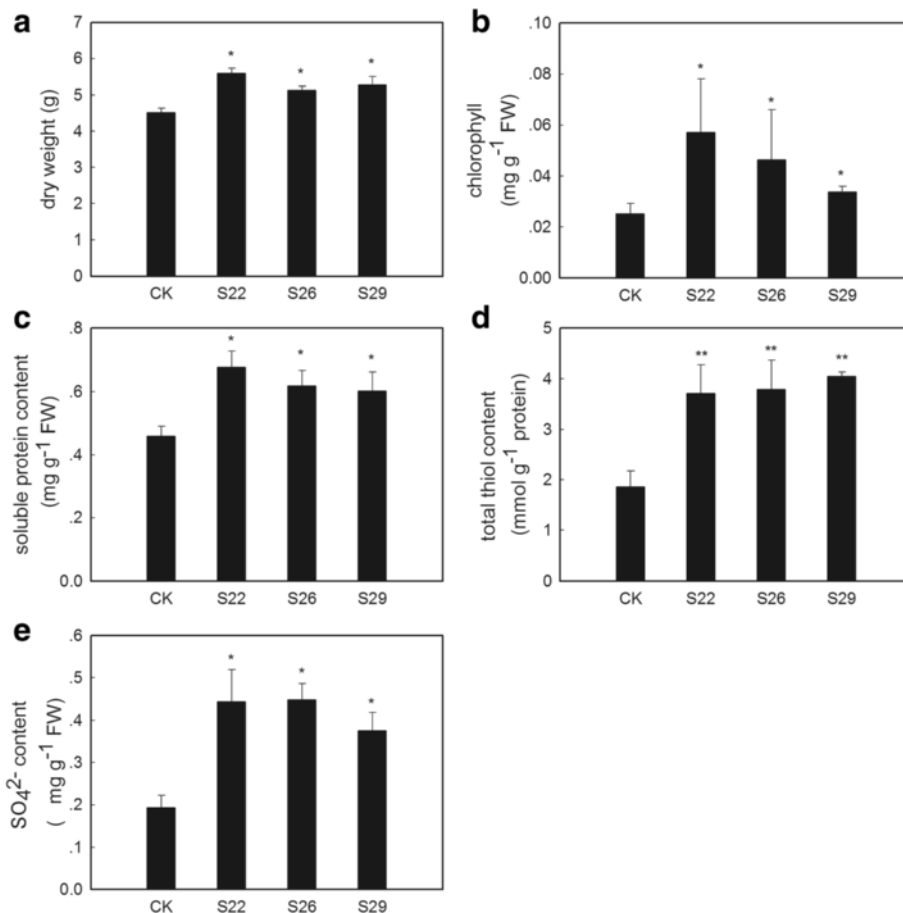 a
dry weight (g)
7
6
5
4
3
2
1
0
*
*
*
CK S22 S26 S29
b
chlorophyll
(mg g-1 FW)
.10
.08
.06
.04
.02
0.00
*
*
*
CK S22 S26 S29
c
soluble protein content
(mg g-1 FW)
.8
.6
.4
.2
0.0
*
*
*
CK S22 S26 S29
d
total thiol content
(mmol g-1 protein)
5
4
3
2
1
0
**
**
**
CK S22 S26 S29
e
SO42- content
( mg g-1 FW)
.6
.5
.4
.3
.2
.1
0.0
*
*
*
CK S22 S26 S29